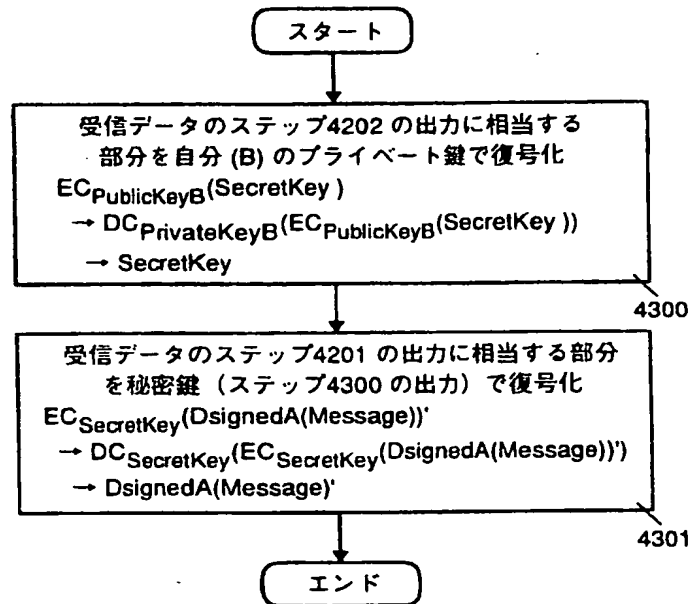 スタート
受信データのステップ4202 の出力に相当する
部分を自分 (B) のプライベート鍵で復号化
EC_PublicKeyB(SecretKey )
→ DC_PrivateKeyB(EC_PublicKeyB(SecretKey ))
→ SecretKey
4300
受信データのステップ4201 の出力に相当する部分
を秘密鍵（ステップ4300 の出力）で復号化
EC_SecretKey(DsignedA(Message))'
→ DC_SecretKey(EC_SecretKey(DsignedA(Message))')
→ DsignedA(Message)'
4301
エンド